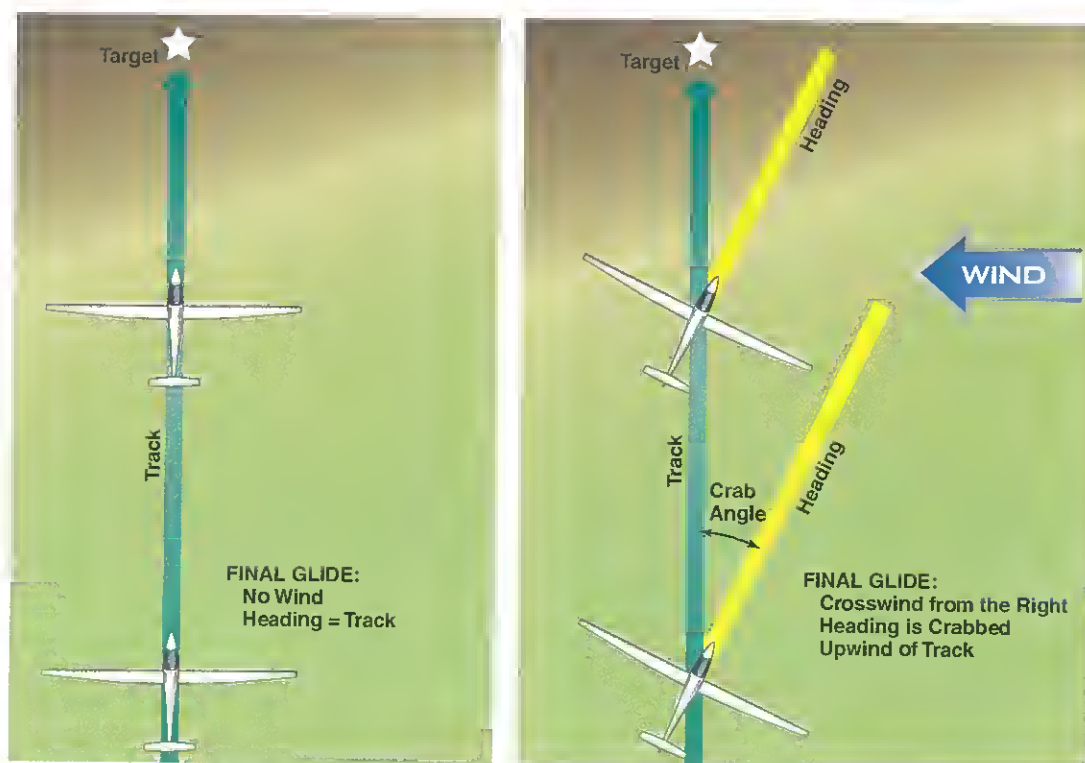 Target
Track
FINAL GLIDE:
No Wind
Heading = Track
Target
Heading
WIND
Track
Crab
Angle
Heading
FINAL GLIDE:
Crosswind from the Right
Heading is Crabbed
Upwind of Track